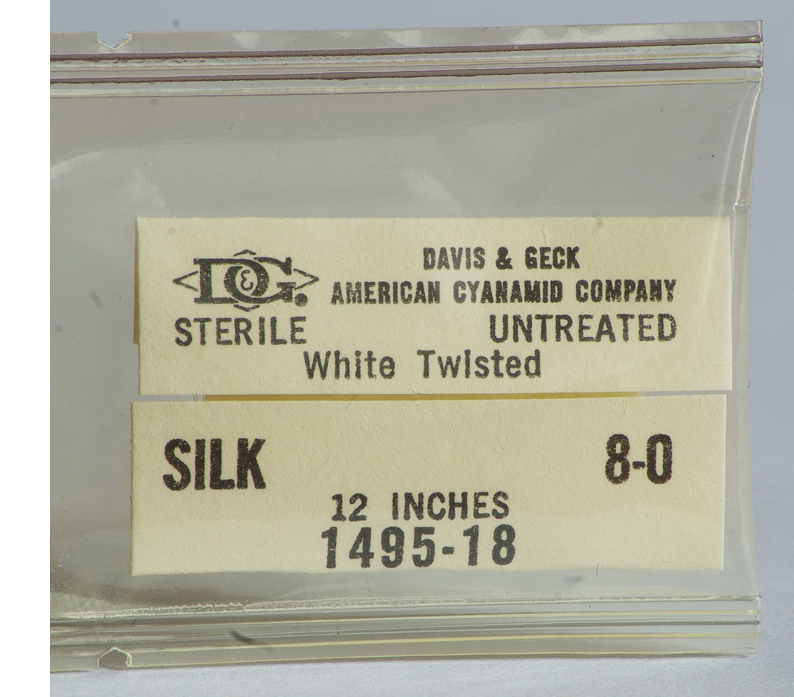 D&G.
DAVIS & GECK
AMERICAN CYANAMID COMPANY
STERILE UNTREATED
White Twisted
SILK 8-0
12 INCHES
1495-18